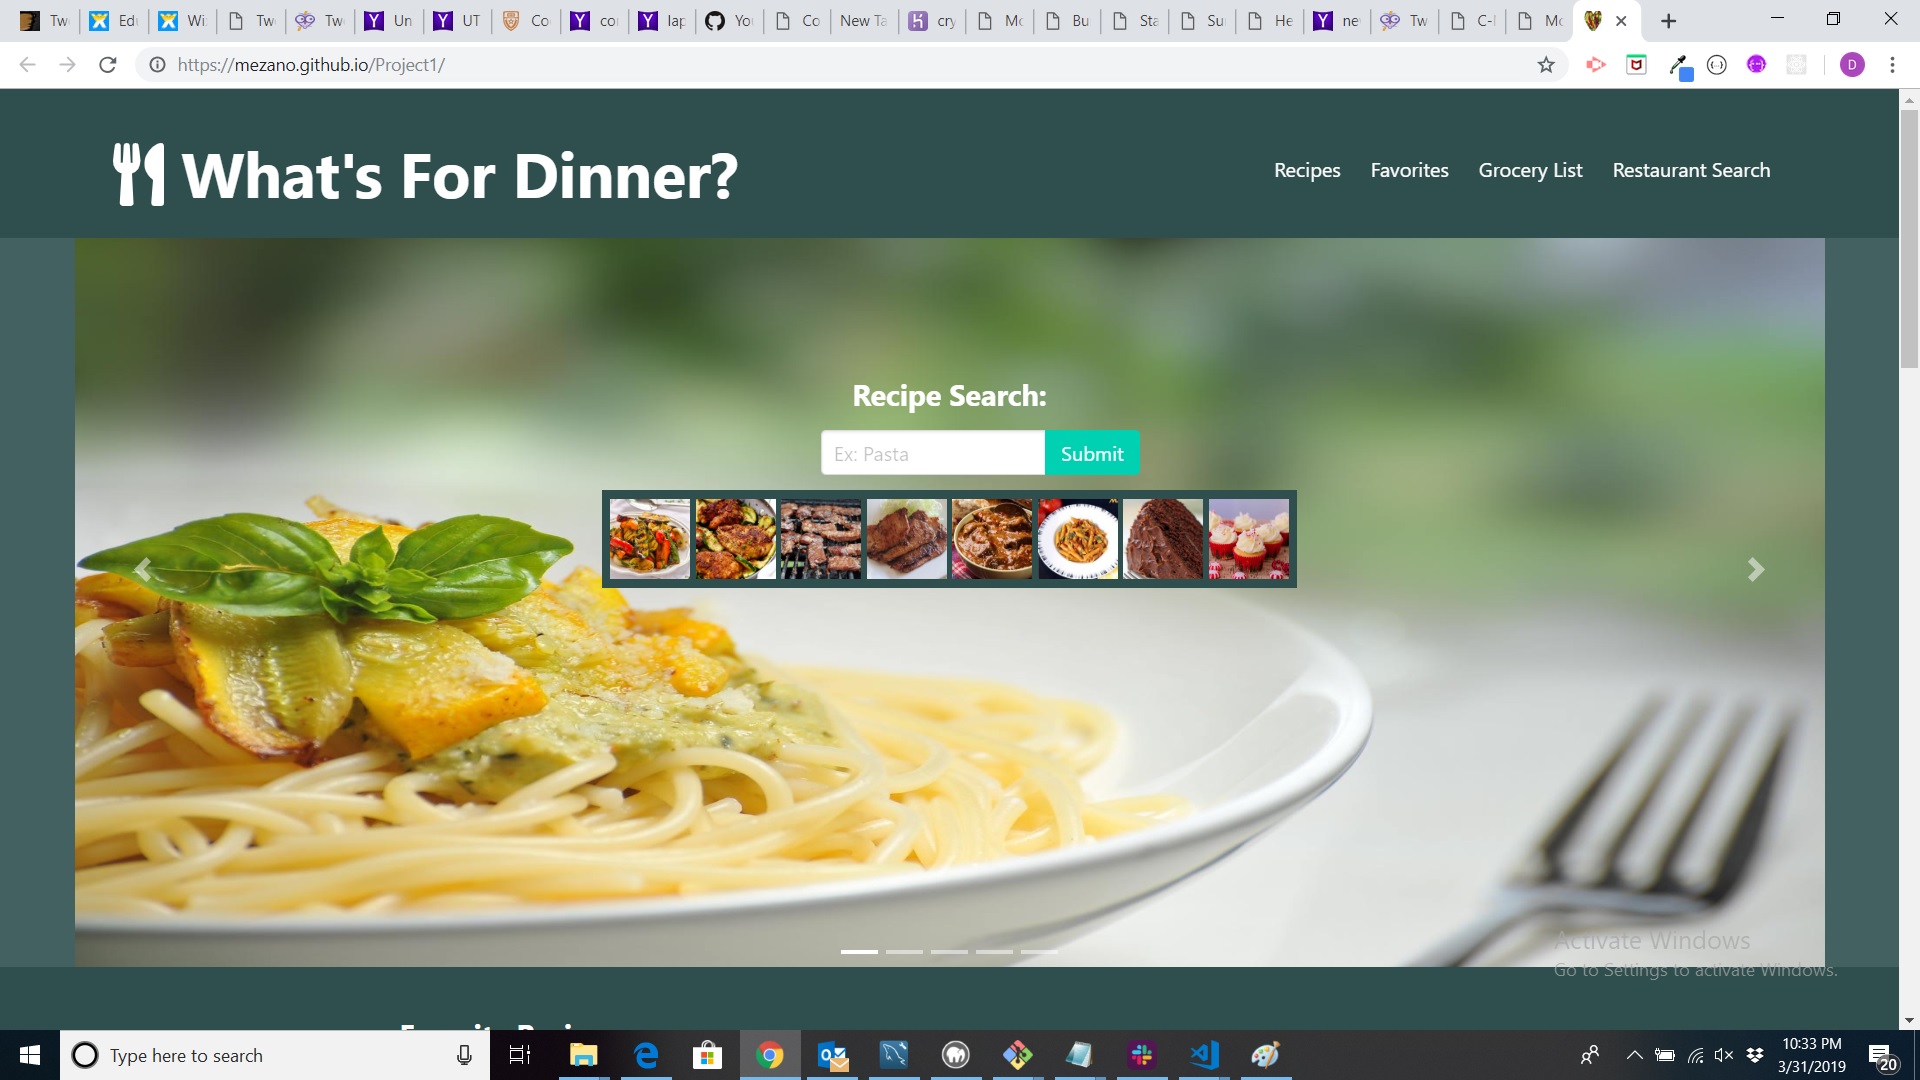 Tw
Ed
Wi
Tw
Tw
Un
UT
Co
co
lap
Yo
Co
New Ta
cry
Mo
Bu
Sta
Su
He
ne
Tw
C-
Mo
https://mezano.github.io/Project1/
D
What's For Dinner?
Recipes
Favorites
Grocery List
Restaurant Search
Recipe Search:
Ex: Pasta
Submit
Activate Windows
Go to Settings to activate Windows.
Type here to search
10:33 PM
3/31/2019
20